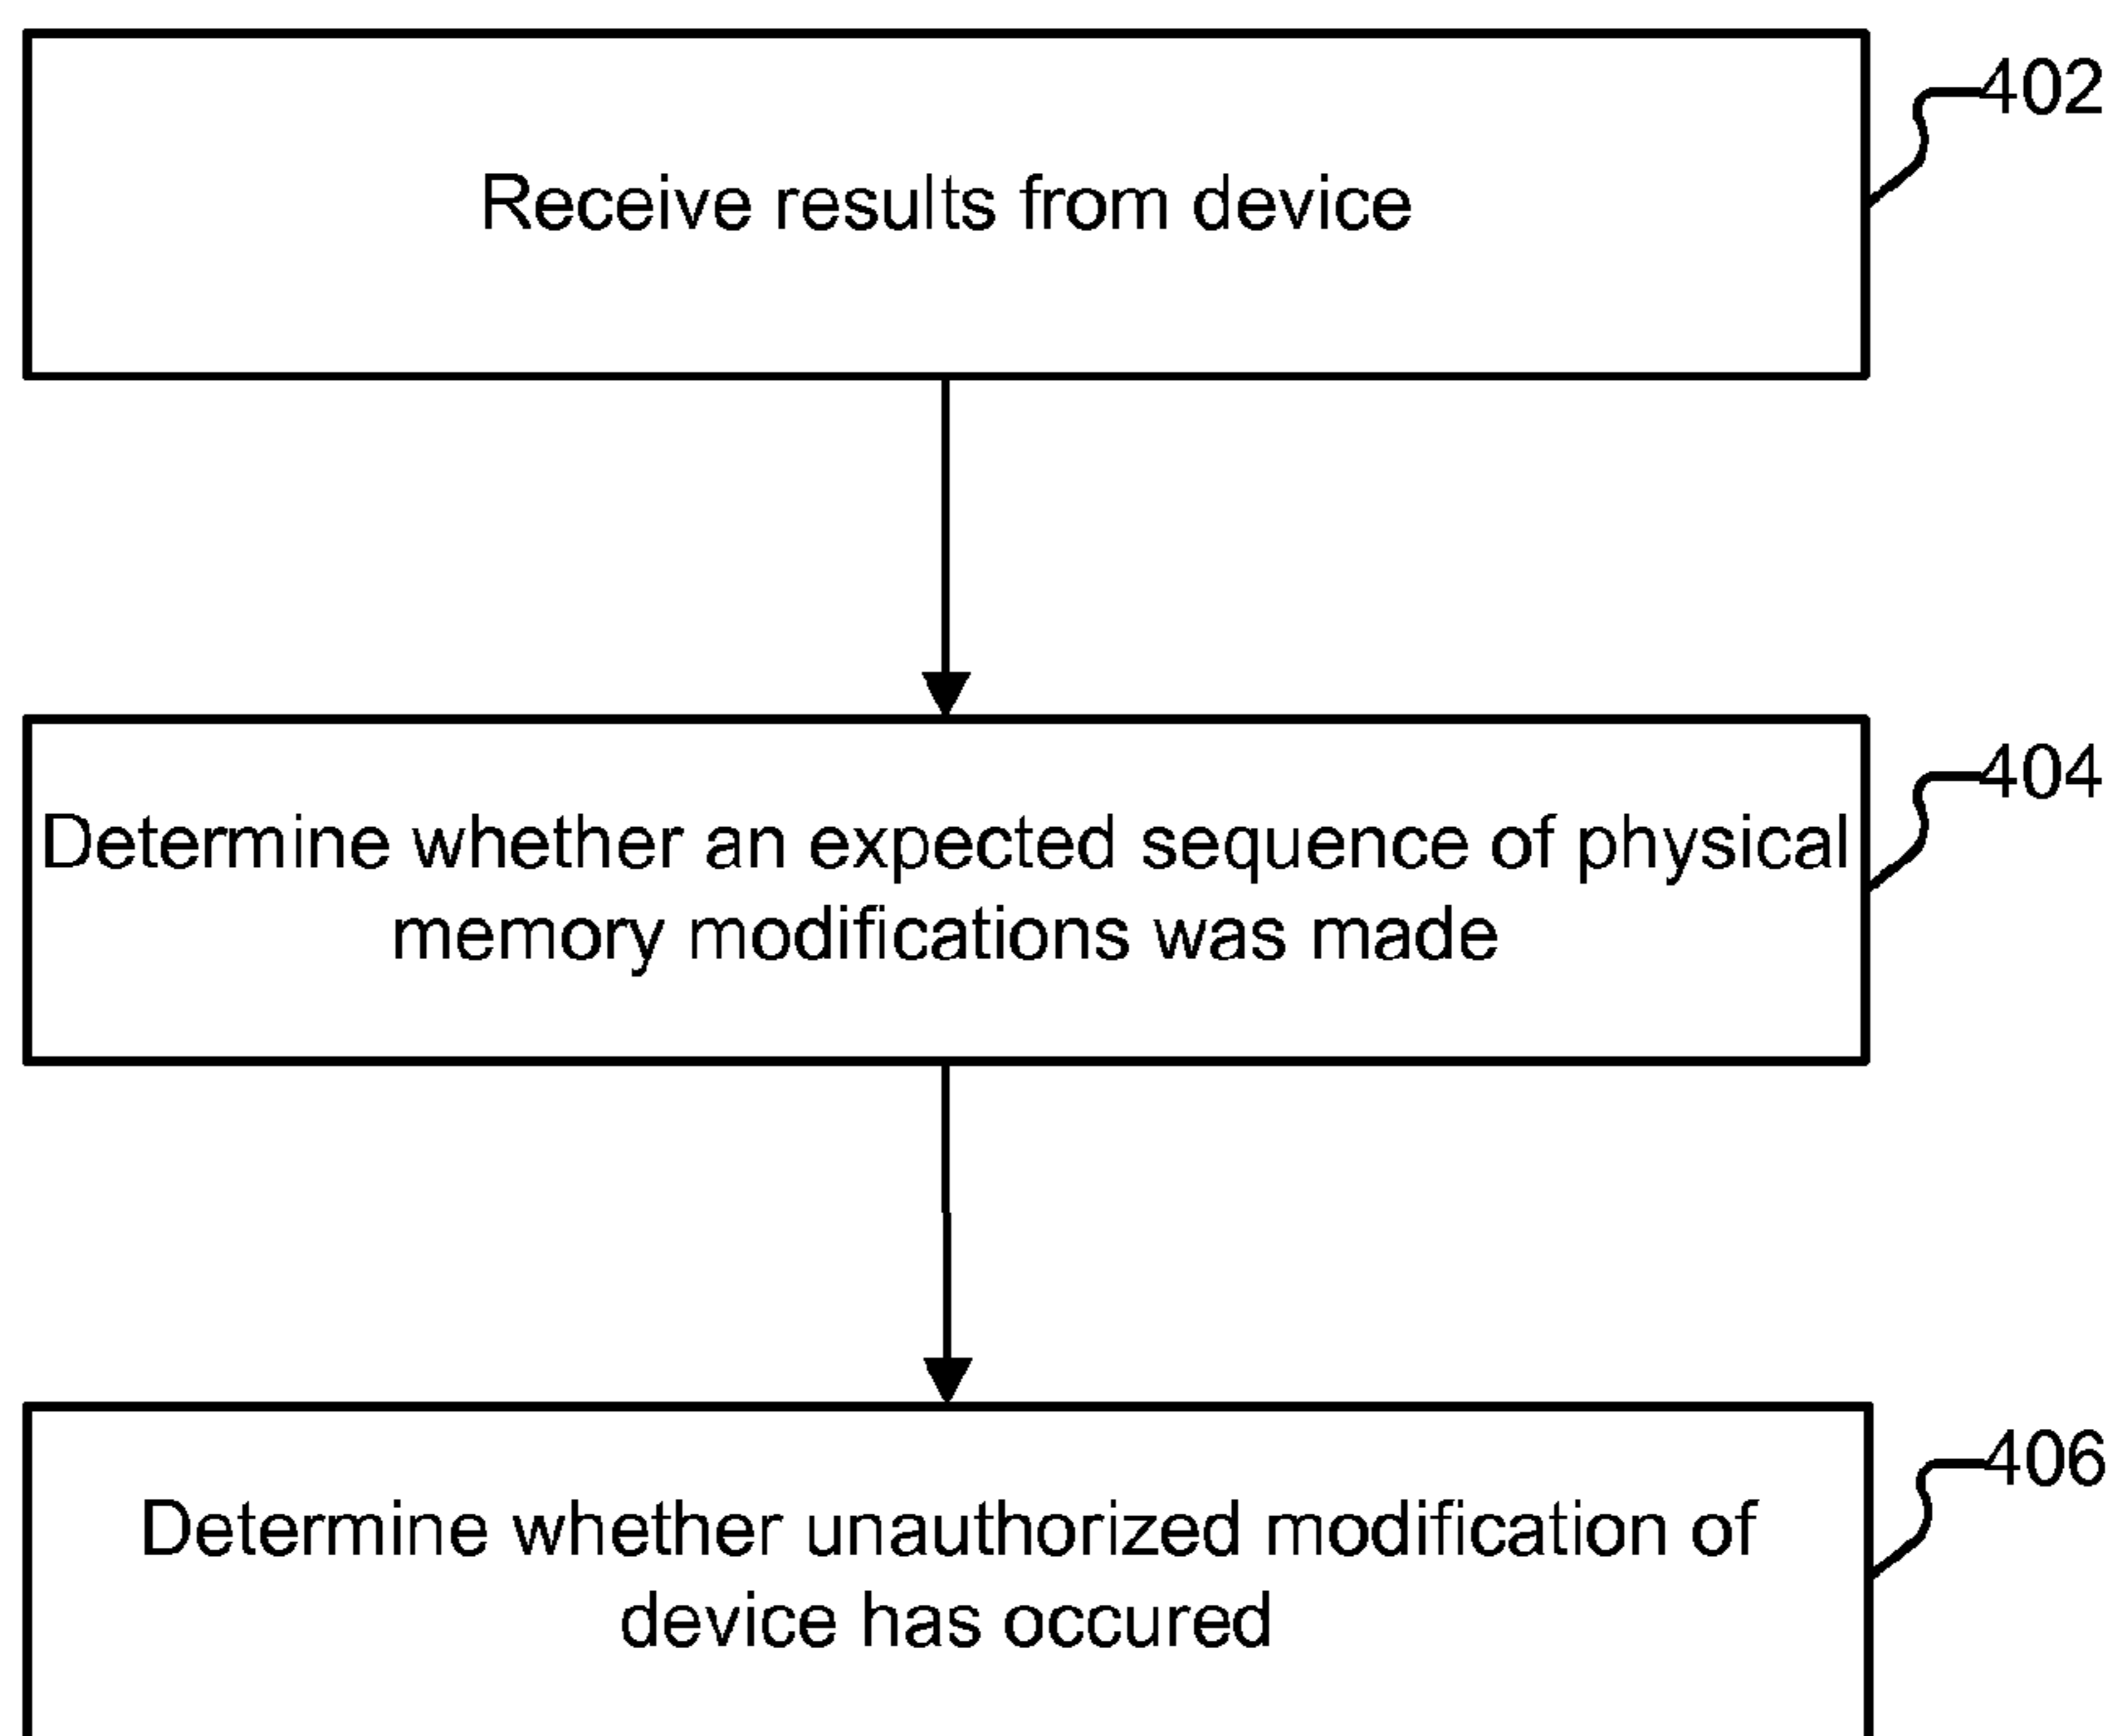 402
Receive results from device
404
Determine whether an expected sequence of physical
memory modifications was made
406
Determine whether unauthorized modification of
device has occured